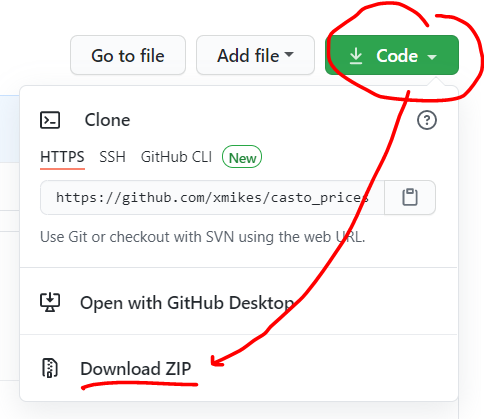 Go to file Add file Code
Clone
HTTPS SSH GitHub CLI New
https://github.com/xmikes/casto_prices
Use Git or checkout with SVN using the web URL.
Open with GitHub Desktop
Download ZIP